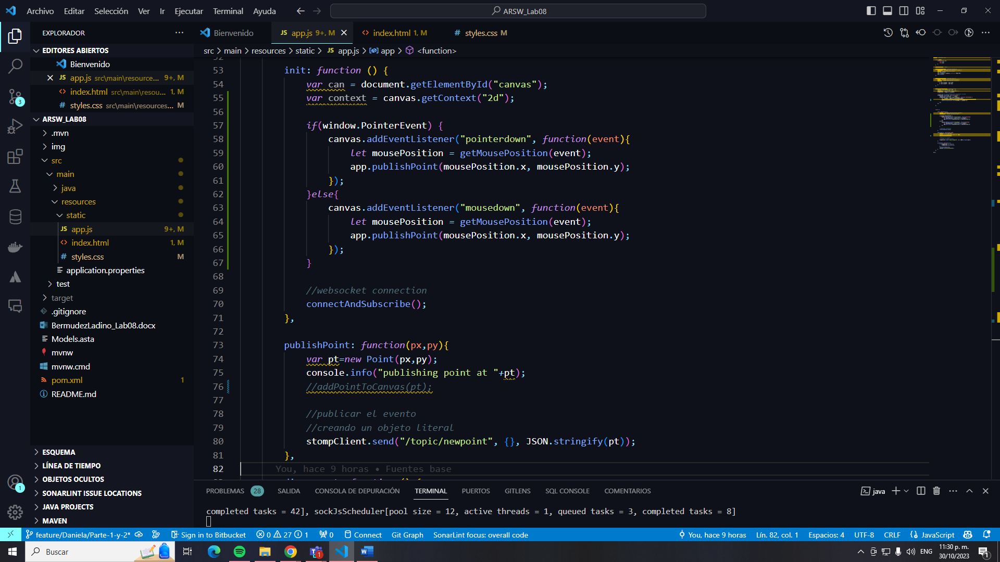 Archivo Editar Selección Ver Ir Ejecutar Terminal Ayuda
ARSW_Lab08
EXPLORADOR
EDITORES ABIERTOS
Bienvenido
JS app.js src\main\resource... 9+, M
index.html src\main\resou... 1, M
# styles.css src\main\resources... M
ARSW_LAB08
.mvn
img
src
main
java
resources
static
JS app.js 9+, M
index.html 1, M
# styles.css M
application.properties
test
target
.gitignore
BermudezLadino_Lab08.docx
Models.asta
mvnw
mvnw.cmd
pom.xml 1
README.md
ESQUEMA
LÍNEA DE TIEMPO
OBJETOS OCULTOS
SONARLINT ISSUE LOCATIONS
JAVA PROJECTS
MAVEN
3
1
Bienvenido JS app.js 9+, M index.html 1, M # styles.css M
src > main > resources > static > JS app.js > app > <function>
53 init: function () {
54 var can = document.getElementById("canvas");
55 var context = canvas.getContext("2d");
56
57 if(window.PointerEvent) {
58 canvas.addEventListener("pointerdown", function(event){
59 let mousePosition = getMousePosition(event);
60 app.publishPoint(mousePosition.x, mousePosition.y);
61 });
62 }else{
63 canvas.addEventListener("mousedown", function(event){
64 let mousePosition = getMousePosition(event);
65 app.publishPoint(mousePosition.x, mousePosition.y);
66 });
67 }
68
69 //websocket connection
70 connectAndSubscribe();
71 },
72
73 publishPoint: function(px,py){
74 var pt=new Point(px,py);
75 console.info("publishing point at "+pt);
76 //addPointToCanvas(pt);
77
78 //publicar el evento
79 //creando un objeto literal
80 stompClient.send("/topic/newpoint", {}, JSON.stringify(pt));
81 },
82 You, hace 9 horas • Fuentes base
PROBLEMAS 28 SALIDA CONSOLA DE DEPURACIÓN TERMINAL PUERTOS GITLENS SQL CONSOLE COMENTARIOS
java
completed tasks = 42], sockJsScheduler[pool size = 12, active threads = 1, queued tasks = 3, completed tasks = 8]
feature/Daniela/Parte-1-y-2* Sign in to Bitbucket 0 27 1 0 Connect Git Graph SonarLint focus: overall code You, hace 9 horas Lín. 82, col. 1 Espacios: 4 UTF-8 CRLF JavaScript
Buscar
1
ENG
11:30 p. m.
30/10/2023
1